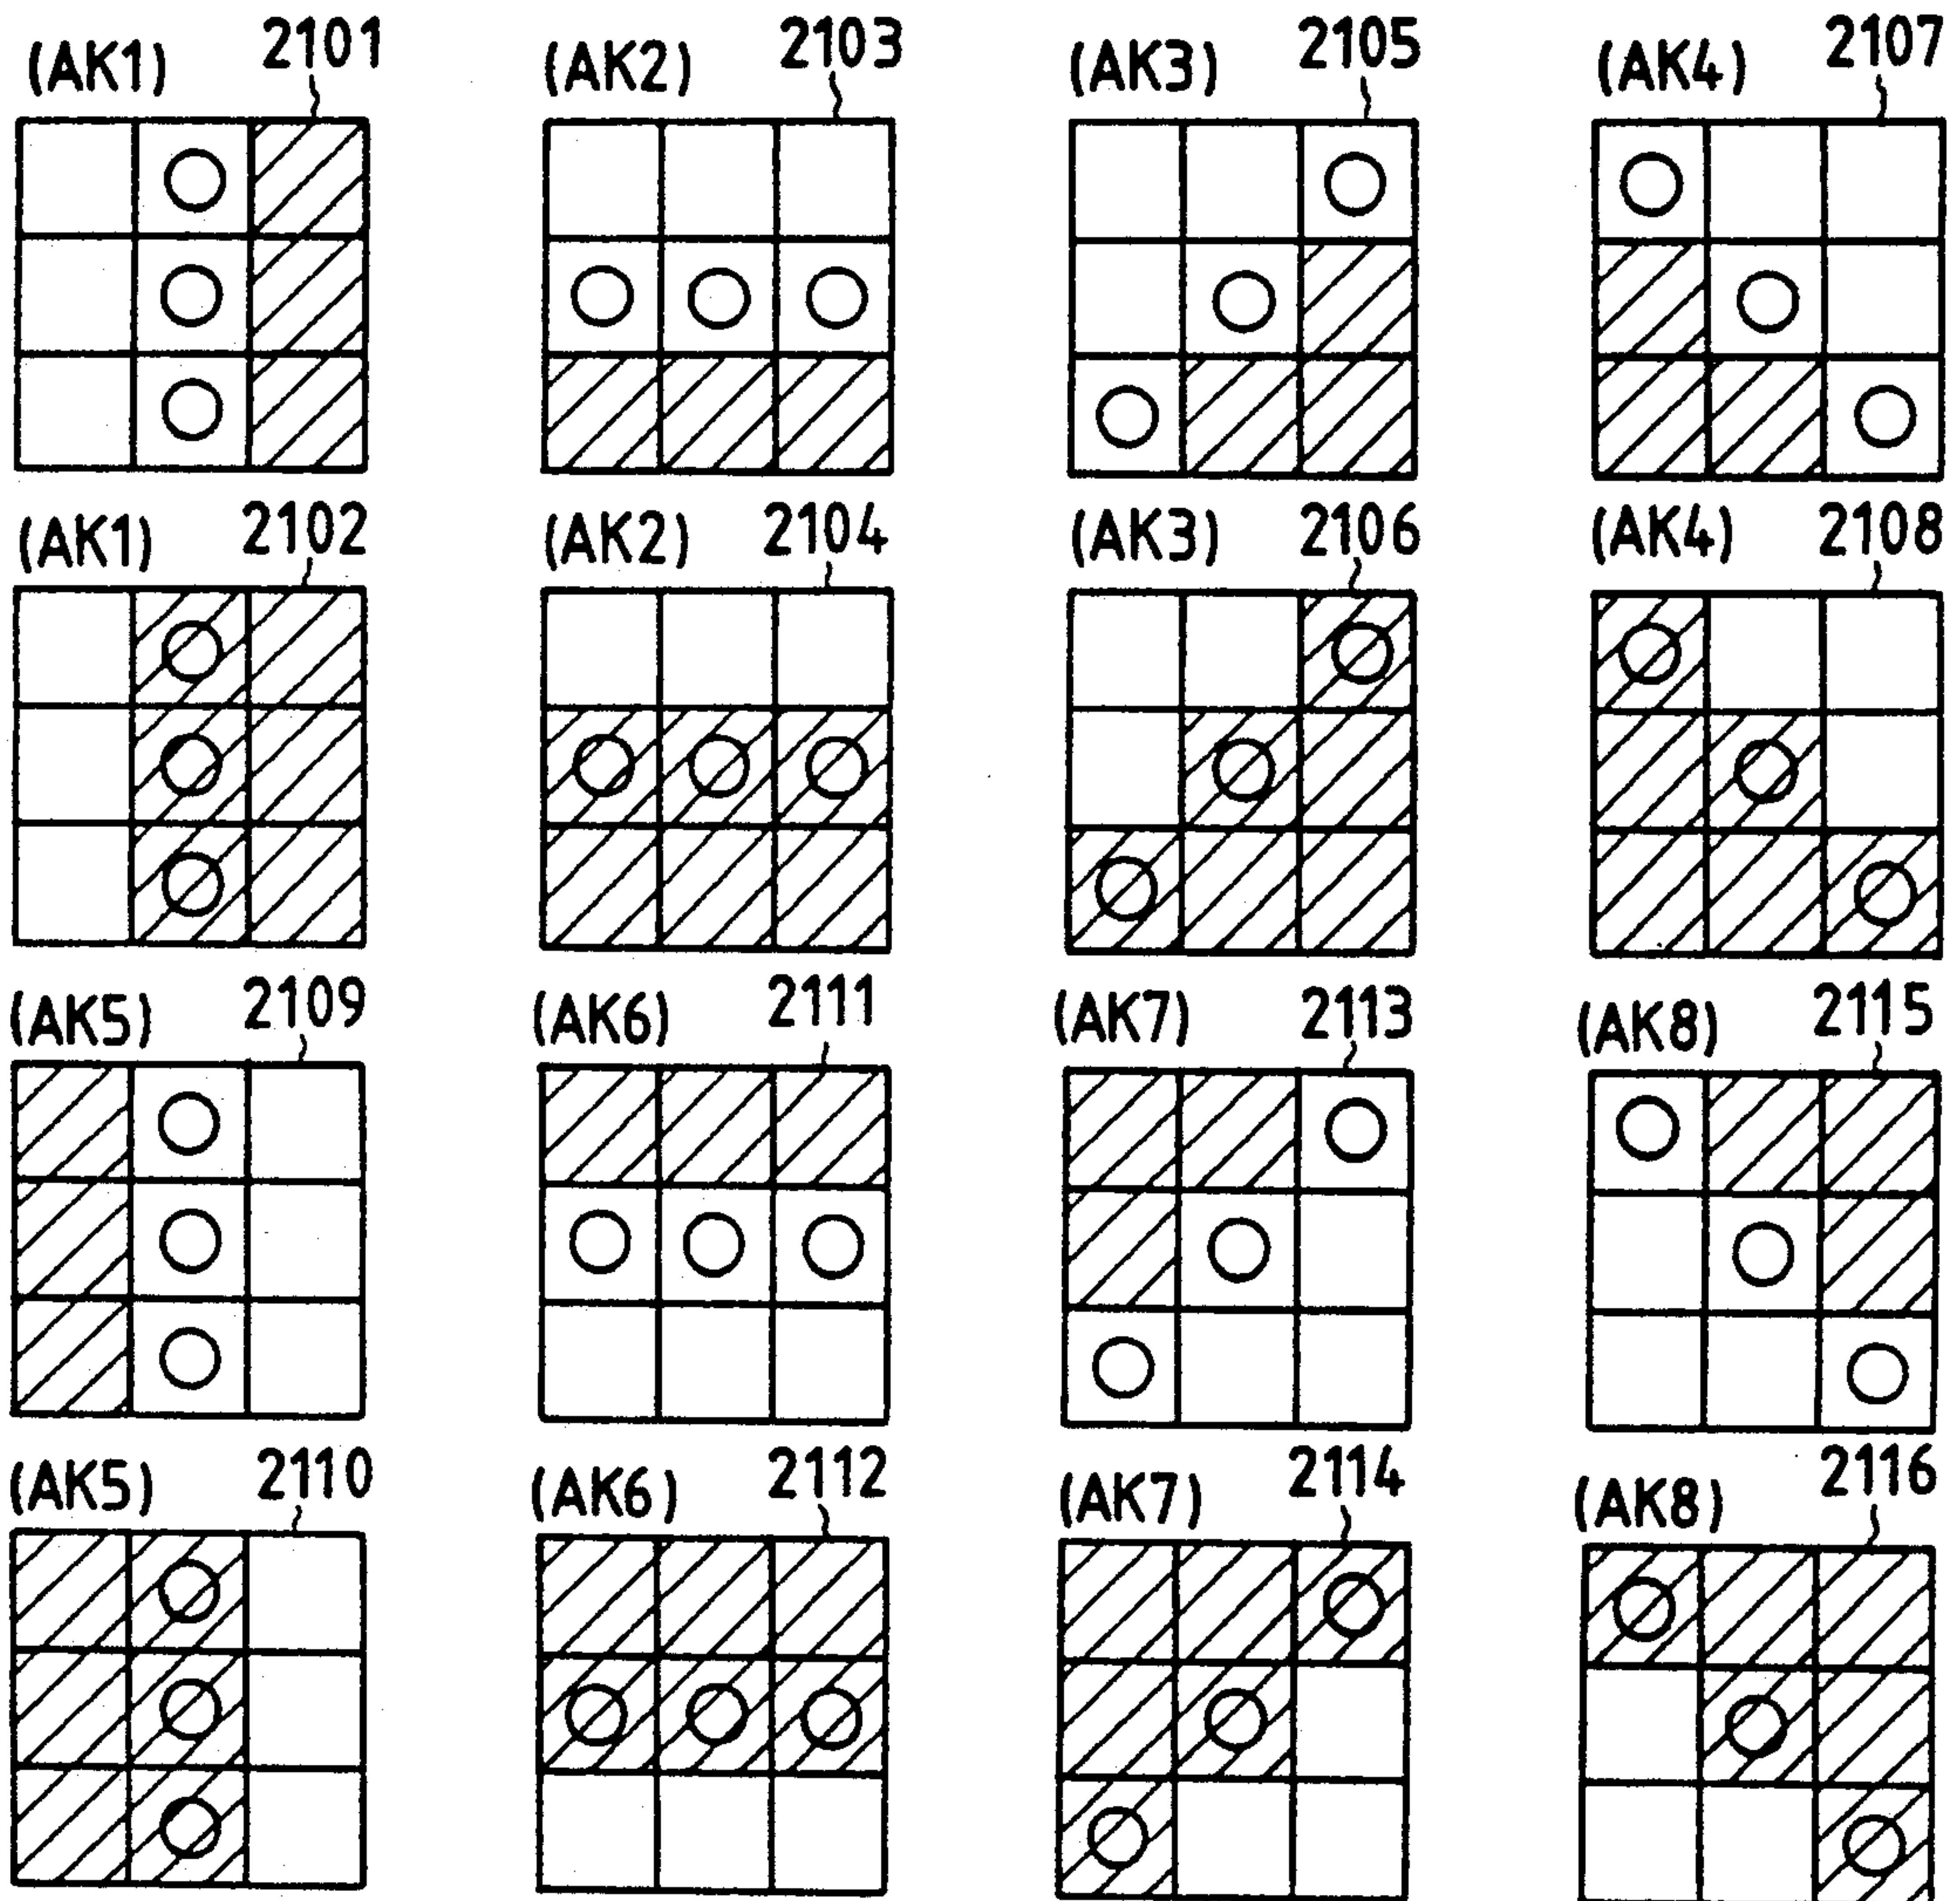 (AK1) 2101 (AK2) 2103 (AK3) 2105 (AK4) 2107
(AK1) 2102 (AK2) 2104 (AK3) 2106 (AK4) 2108
(AK5) 2109 (AK6) 2111 (AK7) 2113 (AK8) 2115
(AK5) 2110 (AK6) 2112 (AK7) 2114 (AK8) 2116